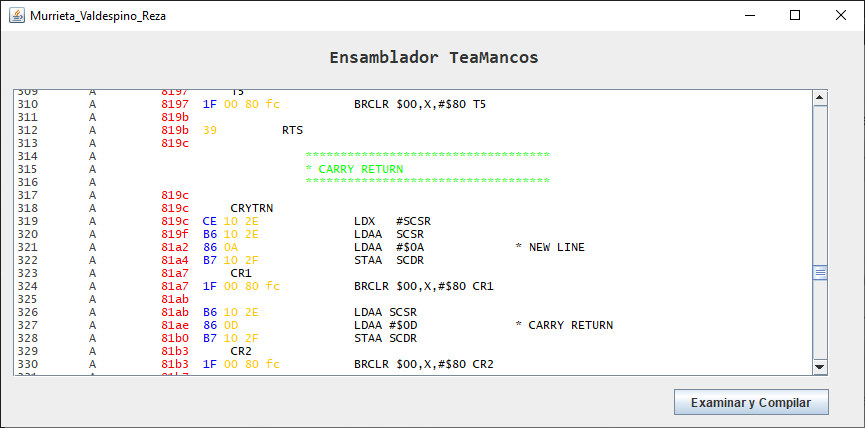 Murrieta_Valdespino_Reza
Ensamblador TeaMancos
309 A 8197 T5
310 A 8197 1F 00 80 fc BRCLR $00,X,#$80 T5
311 A 819b
312 A 819b 39 RTS
313 A 819c
314 A ***********************************
315 A * CARRY RETURN
316 A ***********************************
317 A 819c
318 A 819c CRYTRN
319 A 819c CE 10 2E LDX #SCSR
320 A 819f B6 10 2E LDAA SCSR
321 A 81a2 86 0A LDAA #$0A * NEW LINE
322 A 81a4 B7 10 2F STAA SCDR
323 A 81a7 CR1
324 A 81a7 1F 00 80 fc BRCLR $00,X,#$80 CR1
325 A 81ab
326 A 81ab B6 10 2E LDAA SCSR
327 A 81ae 86 0D LDAA #$0D * CARRY RETURN
328 A 81b0 B7 10 2F STAA SCDR
329 A 81b3 CR2
330 A 81b3 1F 00 80 fc BRCLR $00,X,#$80 CR2
Examinar y Compilar